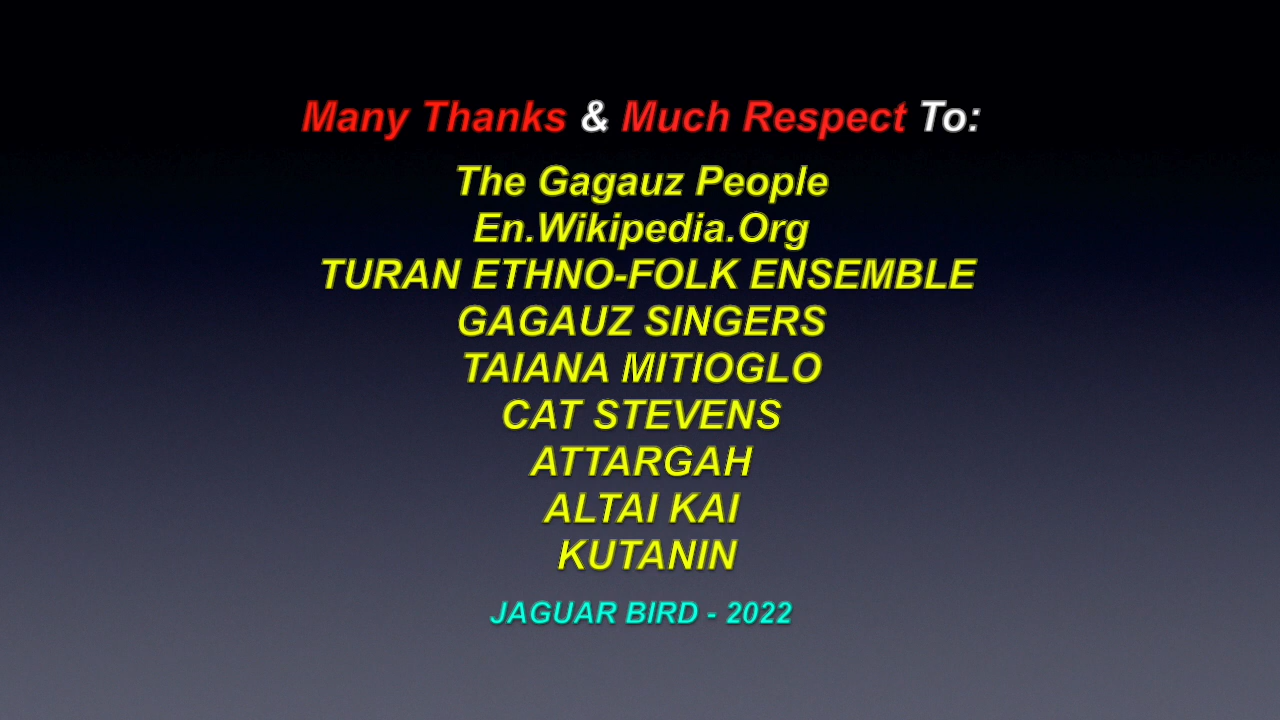 Many Thanks & Much Respect To:
The Gagauz People
En.Wikipedia.Org
TURAN ETHNO-FOLK ENSEMBLE
GAGAUZ SINGERS
TAIANA MITIOGLO
CAT STEVENS
ATTARGAH
ALTAI KAI
KUTANIN
JAGUAR BIRD - 2022